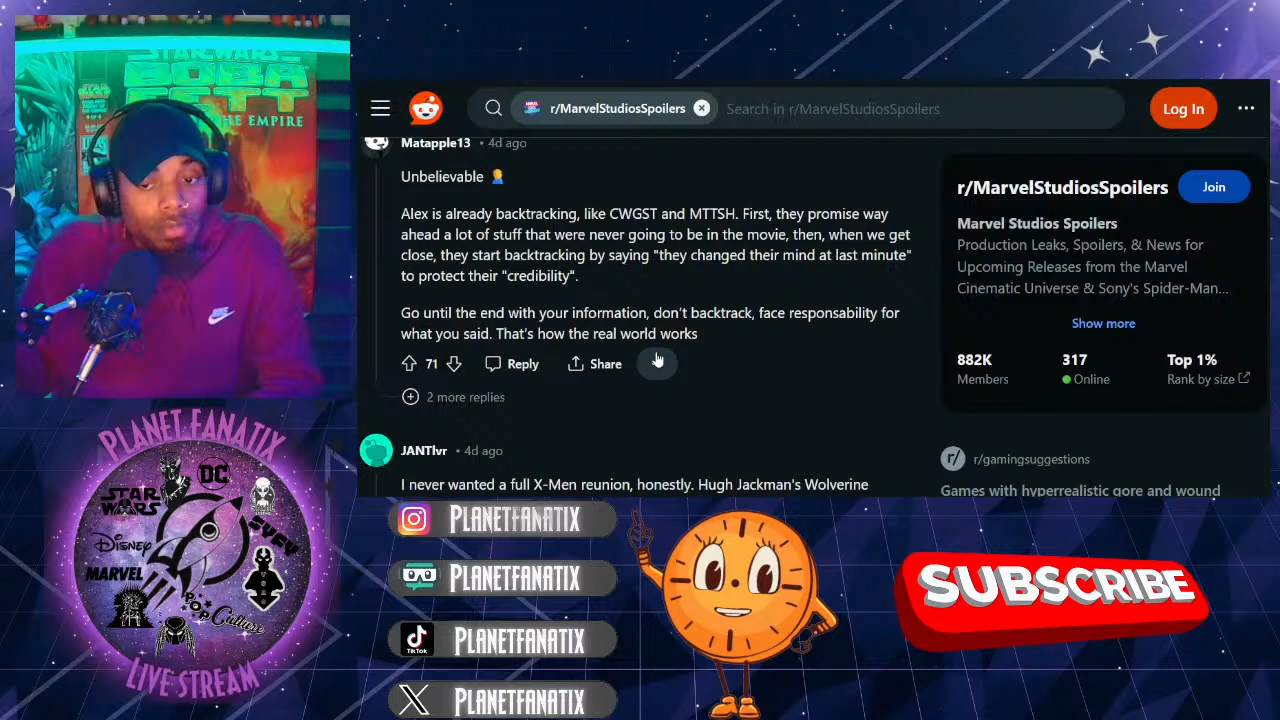 STAR WARS
BOBA
FETT
THE EMPIRE
r/MarvelStudiosSpoilers
Search in r/MarvelStudiosSpoilers
Log In
Matapple13 • 4d ago
Unbelievable 🤦
Alex is already backtracking, like CWGST and MTTSH. First, they promise way
ahead a lot of stuff that were never going to be in the movie, then, when we get
close, they start backtracking by saying "they changed their mind at last minute"
to protect their "credibility".
Go until the end with your information, don't backtrack, face responsability for
what you said. That's how the real world works
71 Reply Share
2 more replies
JANTlvr • 4d ago
I never wanted a full X-Men reunion, honestly. Hugh Jackman's Wolverine
r/MarvelStudiosSpoilers
Join
Marvel Studios Spoilers
Production Leaks, Spoilers, & News for
Upcoming Releases from the Marvel
Cinematic Universe & Sony's Spider-Man...
Show more
882K 317 Top 1%
Members Online Rank by size
r/ r/gamingsuggestions
Games with hyperrealistic gore and wound
PLANET FANATIX
DC
STAR WARS
DISNEY
MARVEL
POP Culture
LIVE STREAM
PLANETFANATIX
PLANETFANATIX
TikTok
PLANETFANATIX
X
PLANETFANATIX
SUBSCRIBE